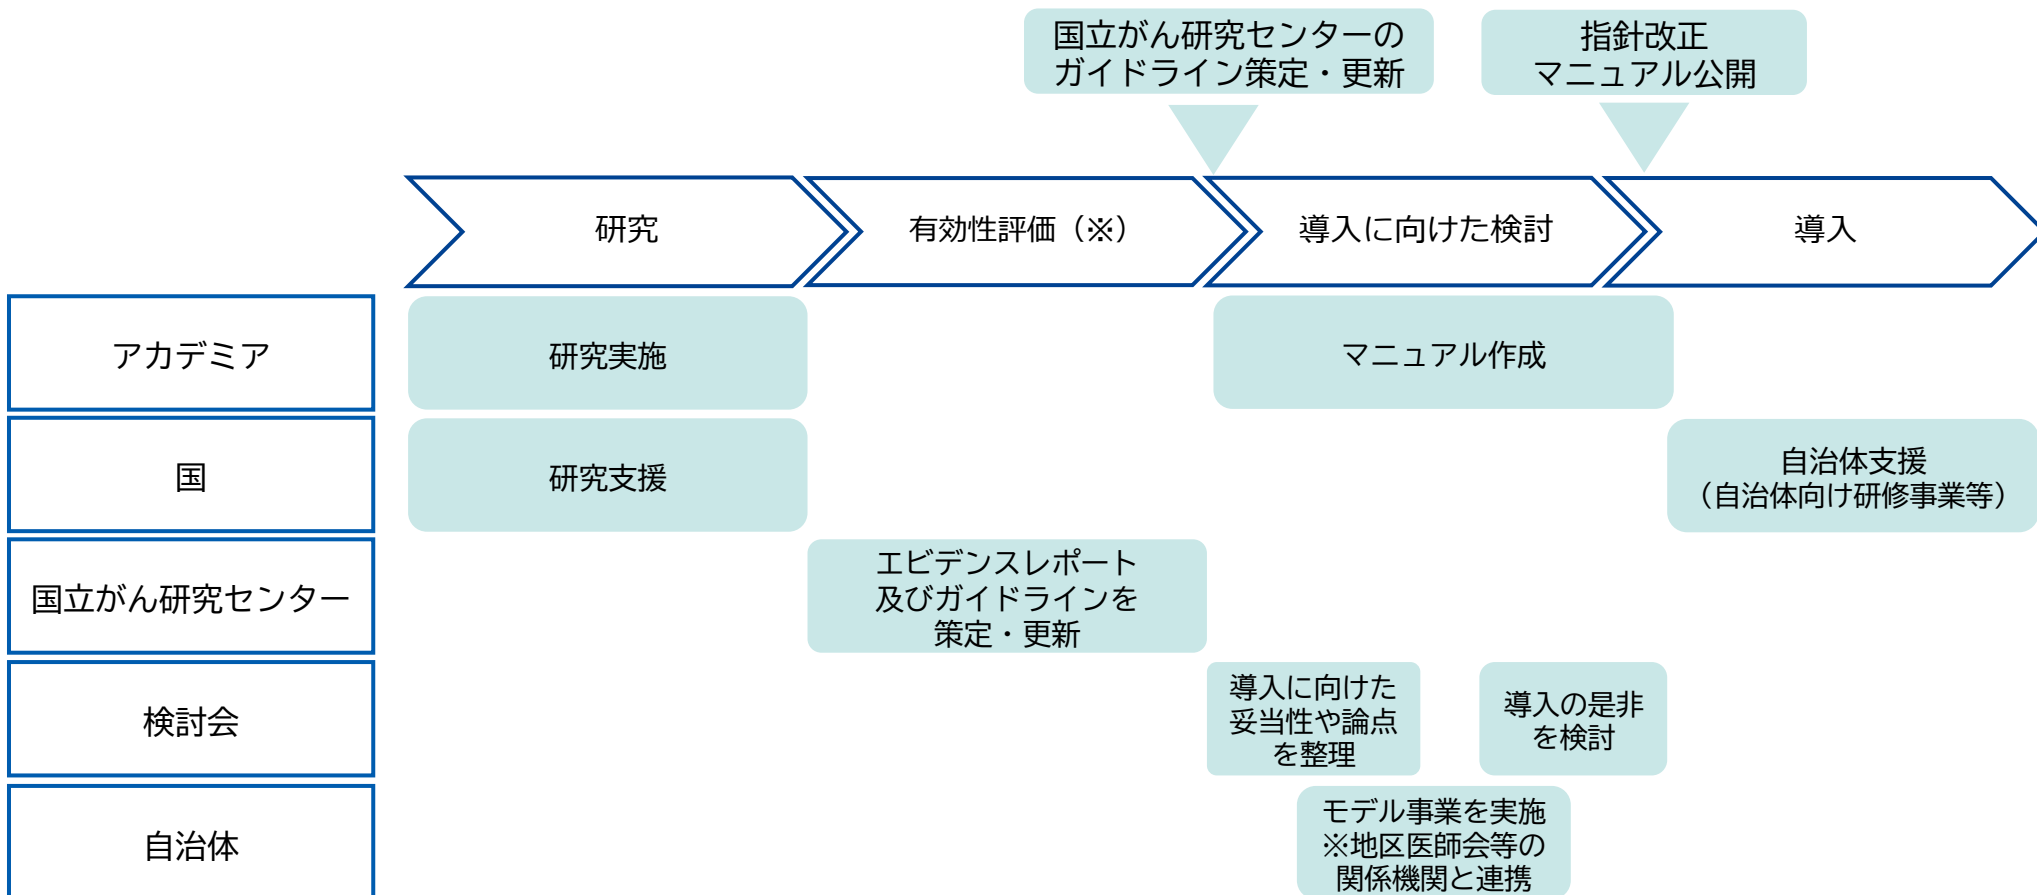 国立がん研究センターの
ガイドライン策定・更新
指針改正
マニュアル公開
研究
有効性評価（※）
導入に向けた検討
導入
アカデミア
研究実施
マニュアル作成
国
研究支援
自治体支援
（自治体向け研修事業等）
国立がん研究センター
エビデンスレポート
及びガイドラインを
策定・更新
検討会
導入に向けた
妥当性や論点
を整理
導入の是非
を検討
自治体
モデル事業を実施
※地区医師会等の
関係機関と連携